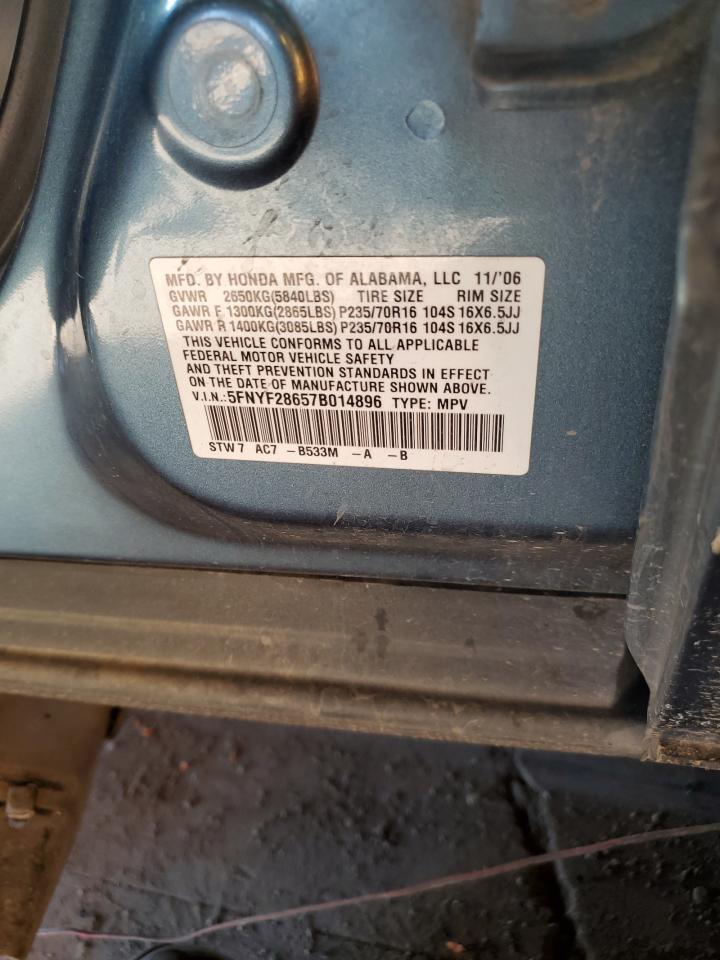 MFD. BY HONDA MFG. OF ALABAMA, LLC 11/'06
GVWR 2650KG(5840LBS) TIRE SIZE RIM SIZE
GAWR F 1300KG(2865LBS) P235/70R16 104S 16X6.5JJ
GAWR R 1400KG(3085LBS) P235/70R16 104S 16X6.5JJ
THIS VEHICLE CONFORMS TO ALL APPLICABLE
FEDERAL MOTOR VEHICLE SAFETY
AND THEFT PREVENTION STANDARDS IN EFFECT
ON THE DATE OF MANUFACTURE SHOWN ABOVE.
V.I.N.:5FNYF28657B014896 TYPE: MPV
STW7 AC7 -B533M -A -B